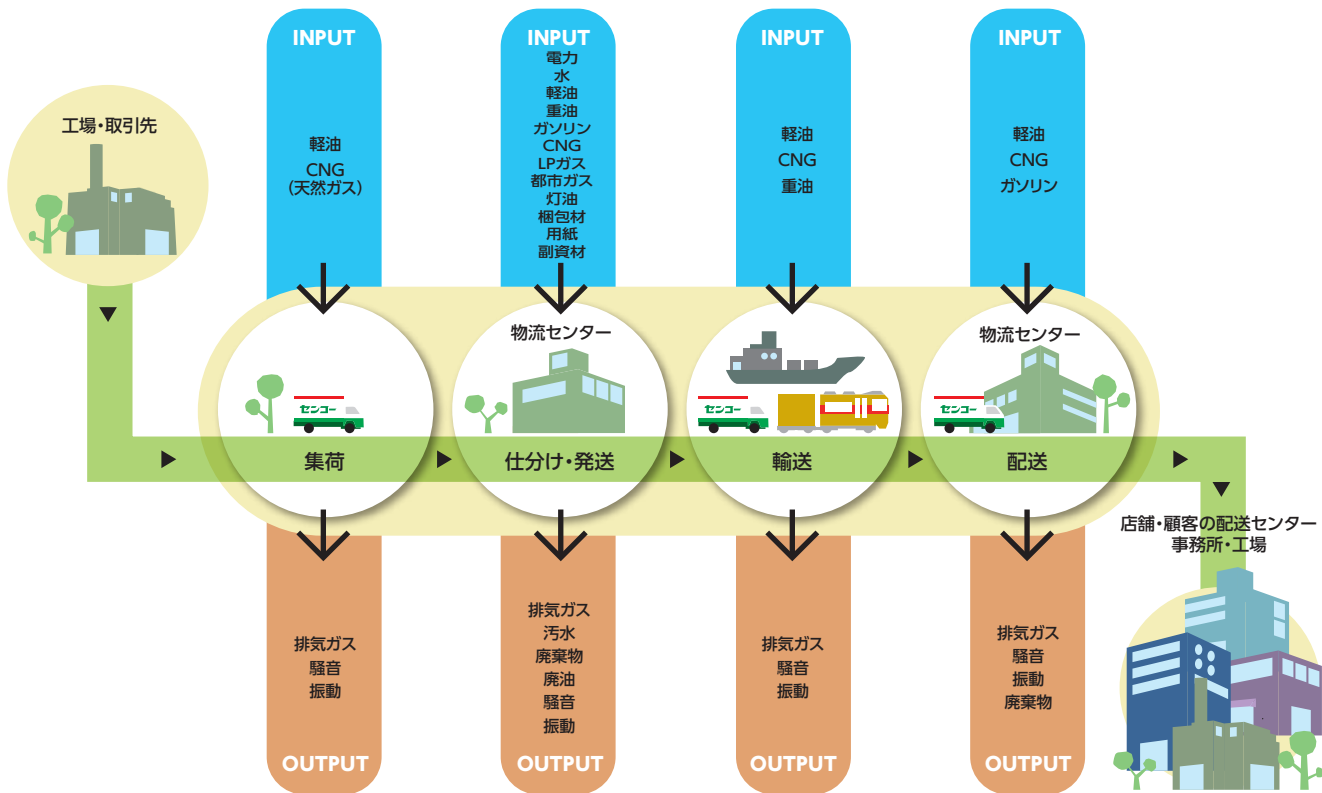 工場・取引先
INPUT
軽油
CNG
(天然ガス)
INPUT
電力
水
軽油
重油
ガソリン
CNG
LPガス
都市ガス
灯油
梱包材
用紙
副資材
INPUT
軽油
CNG
重油
INPUT
軽油
CNG
ガソリン
センコー
集荷
物流センター
仕分け・発送
センコー
輸送
物流センター
センコー
配送
店舗・顧客の配送センター
事務所・工場
排気ガス
騒音
振動
OUTPUT
排気ガス
汚水
廃棄物
廃油
騒音
振動
OUTPUT
排気ガス
騒音
振動
OUTPUT
排気ガス
騒音
振動
廃棄物
OUTPUT